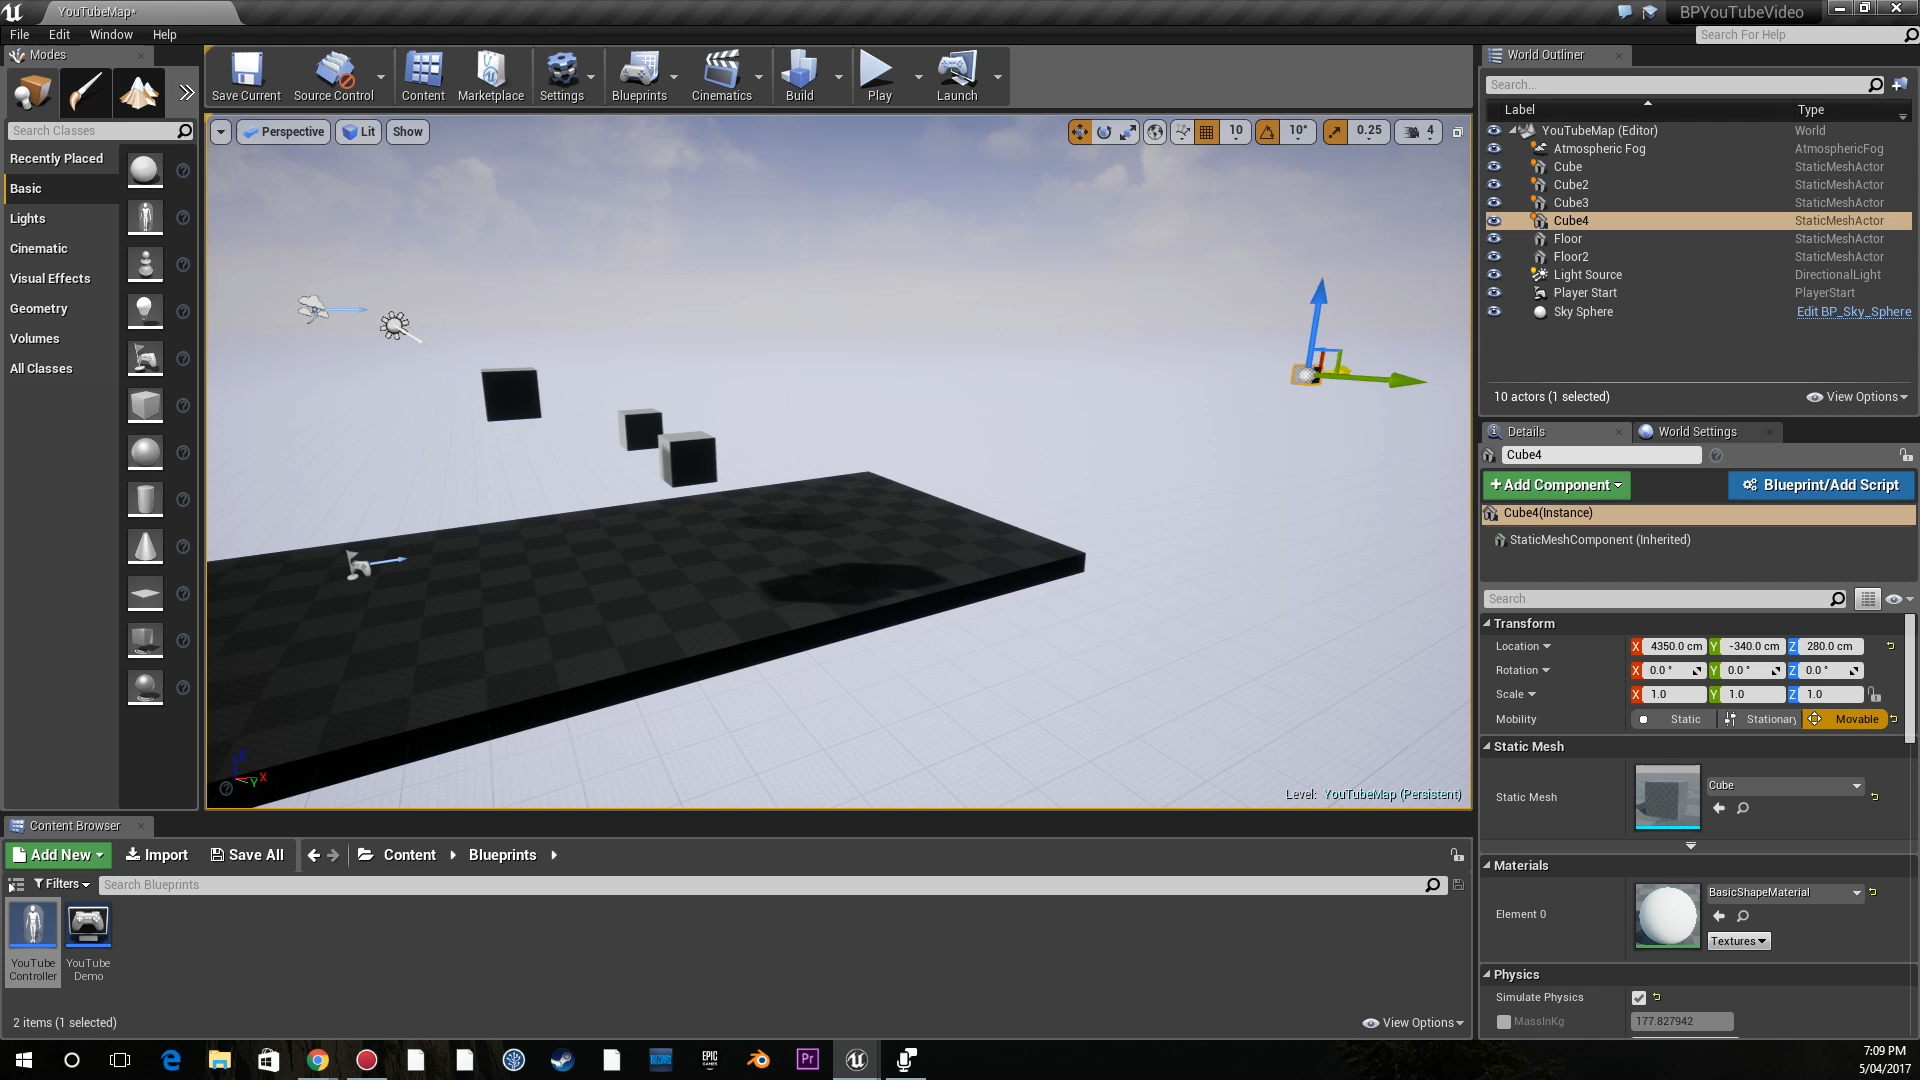 YouTubeMap*
BPYouTubeVideo
File Edit Window Help
Search For Help
Modes
Search Classes
Recently Placed
Basic
Lights
Cinematic
Visual Effects
Geometry
Volumes
All Classes
Save Current Source Control Content Marketplace Settings Blueprints Cinematics Build Play Launch
Perspective Lit Show
10 10° 0.25 4
Z
X
Y
Level: YouTubeMap (Persistent)
World Outliner
Search...
Label Type
YouTubeMap (Editor) World
Atmospheric Fog AtmosphericFog
Cube StaticMeshActor
Cube2 StaticMeshActor
Cube3 StaticMeshActor
Cube4 StaticMeshActor
Floor StaticMeshActor
Floor2 StaticMeshActor
Light Source DirectionalLight
Player Start PlayerStart
Sky Sphere Edit BP_Sky_Sphere
10 actors (1 selected) View Options
Details World Settings
Cube4
+Add Component Blueprint/Add Script
Cube4(Instance)
StaticMeshComponent (Inherited)
Search
Transform
Location X 4350.0 cm Y -340.0 cm Z 280.0 cm
Rotation X 0.0 ° Y 0.0 ° Z 0.0 °
Scale X 1.0 Y 1.0 Z 1.0
Mobility Static Stationary Movable
Static Mesh
Static Mesh Cube
Materials
Element 0 BasicShapeMaterial
Textures
Physics
Simulate Physics
MassInKg 177.827942
Content Browser
Add New Import Save All Content Blueprints
Filters Search Blueprints
YouTube Controller
YouTube Demo
2 items (1 selected) View Options
EPIC GAMES
Pr
7:09 PM
5/04/2017